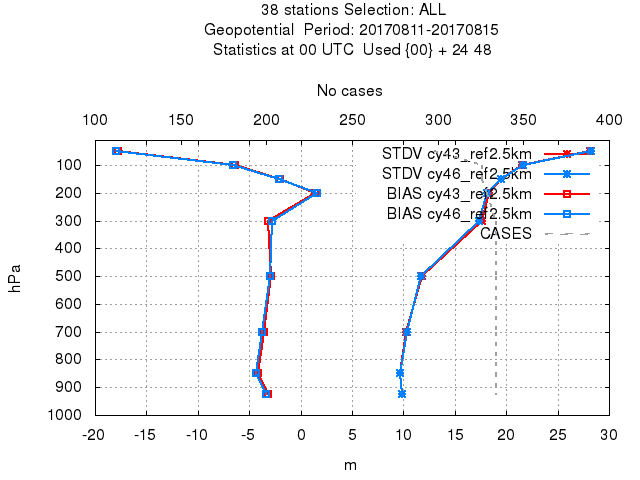 38 stations Selection: ALL
Geopotential  Period: 20170811-20170815
Statistics at 00 UTC  Used {00} + 24 48
No cases
100 150 200 250 300 350 400
STDV cy43_ref2.5km
STDV cy46_ref2.5km
BIAS cy43_ref2.5km
BIAS cy46_ref2.5km
CASES
100
200
300
400
500
600
700
800
900
1000
hPa
-20 -15 -10 -5 0 5 10 15 20 25 30
m